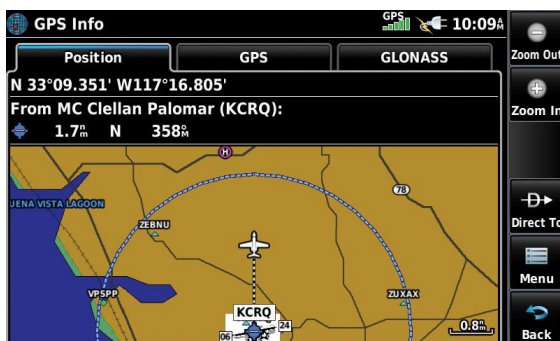 GPS Info
GPS
10:09AM
Zoom Out
Position
GPS
GLONASS
N 33°09.351' W117°16.805'
Zoom In
From MC Clellan Palomar (KCRQ):
1.7nm N 358°M
H
78
UENA VISTA LAGOON
ZEBNU
Direct To
Menu
VPSPP
ZUXAX
KCRQ
24
06
0.8nm
Back